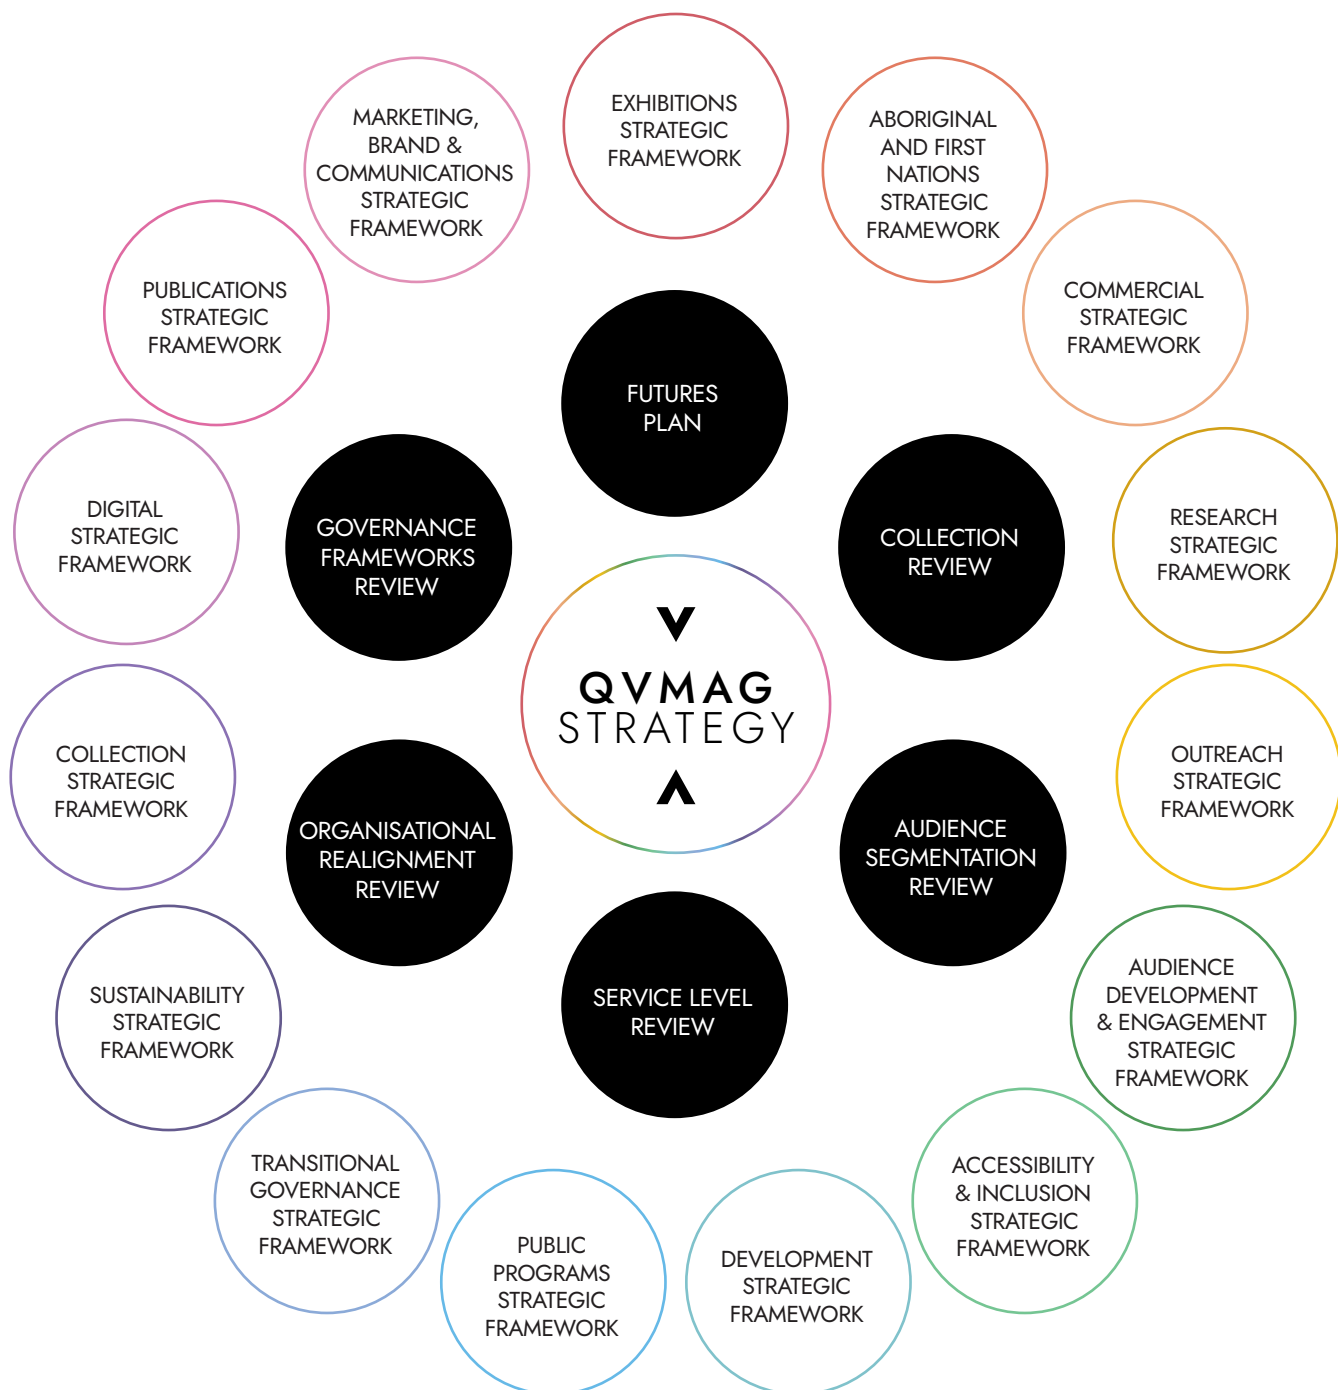 EXHIBITIONS
STRATEGIC
FRAMEWORK
ABORIGINAL
AND FIRST
NATIONS
STRATEGIC
FRAMEWORK
COMMERCIAL
STRATEGIC
FRAMEWORK
RESEARCH
STRATEGIC
FRAMEWORK
OUTREACH
STRATEGIC
FRAMEWORK
AUDIENCE
DEVELOPMENT
& ENGAGEMENT
STRATEGIC
FRAMEWORK
ACCESSIBILITY
& INCLUSION
STRATEGIC
FRAMEWORK
DEVELOPMENT
STRATEGIC
FRAMEWORK
PUBLIC
PROGRAMS
STRATEGIC
FRAMEWORK
TRANSITIONAL
GOVERNANCE
STRATEGIC
FRAMEWORK
SUSTAINABILITY
STRATEGIC
FRAMEWORK
COLLECTION
STRATEGIC
FRAMEWORK
DIGITAL
STRATEGIC
FRAMEWORK
PUBLICATIONS
STRATEGIC
FRAMEWORK
MARKETING,
BRAND &
COMMUNICATIONS
STRATEGIC
FRAMEWORK
FUTURES
PLAN
COLLECTION
REVIEW
AUDIENCE
SEGMENTATION
REVIEW
SERVICE LEVEL
REVIEW
ORGANISATIONAL
REALIGNMENT
REVIEW
GOVERNANCE
FRAMEWORKS
REVIEW
QVMAG
STRATEGY